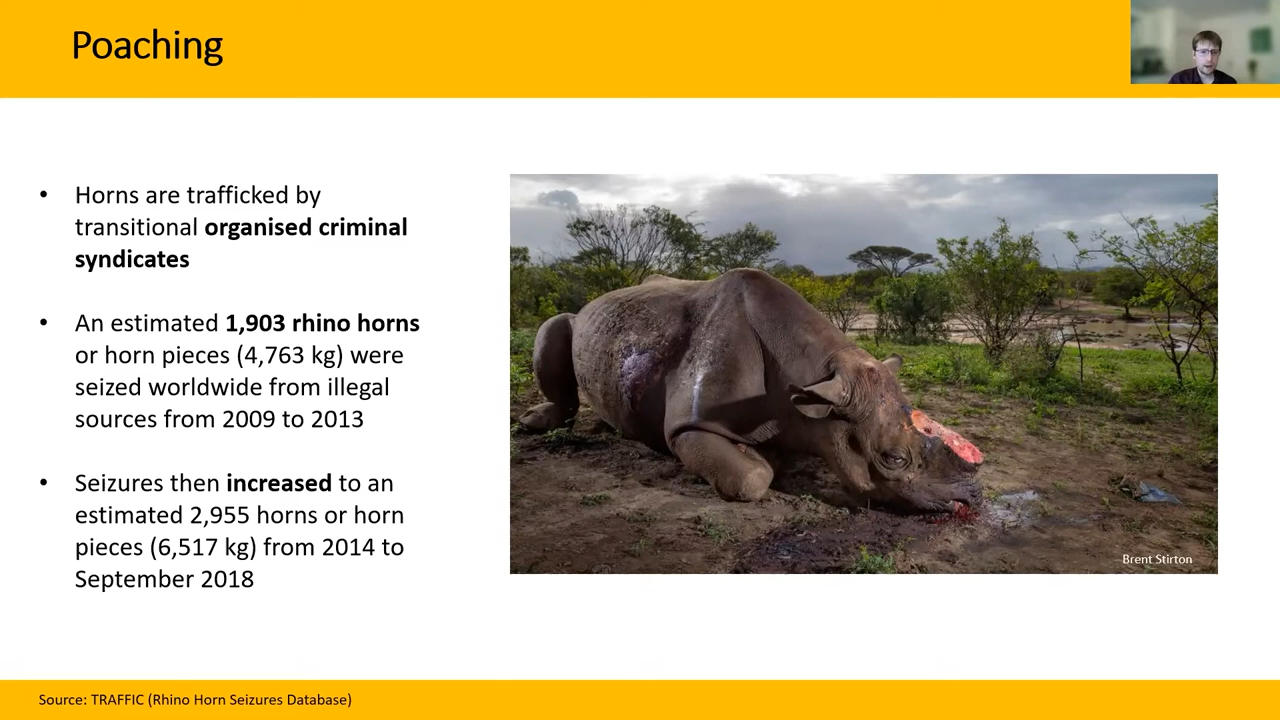 Poaching
• Horns are trafficked by
transitional organised criminal
syndicates
• An estimated 1,903 rhino horns
or horn pieces (4,763 kg) were
seized worldwide from illegal
sources from 2009 to 2013
• Seizures then increased to an
estimated 2,955 horns or horn
pieces (6,517 kg) from 2014 to
September 2018
Brent Stirton
Source: TRAFFIC (Rhino Horn Seizures Database)